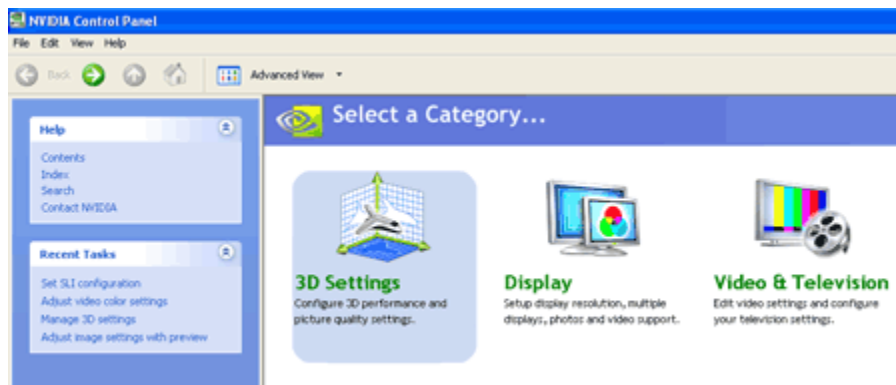 NVIDIA Control Panel
File Edit View Help
Back Advanced View
Select a Category...
Help
Contents
Index
Search
Contact NVIDIA
Recent Tasks
Set SLI configuration
Adjust video color settings
Manage 3D settings
Adjust image settings with preview
3D Settings
Configure 3D performance and
picture quality settings.
Display
Setup display resolution, multiple
displays, photos and video support.
Video & Television
Edit video settings and configure
your television settings.